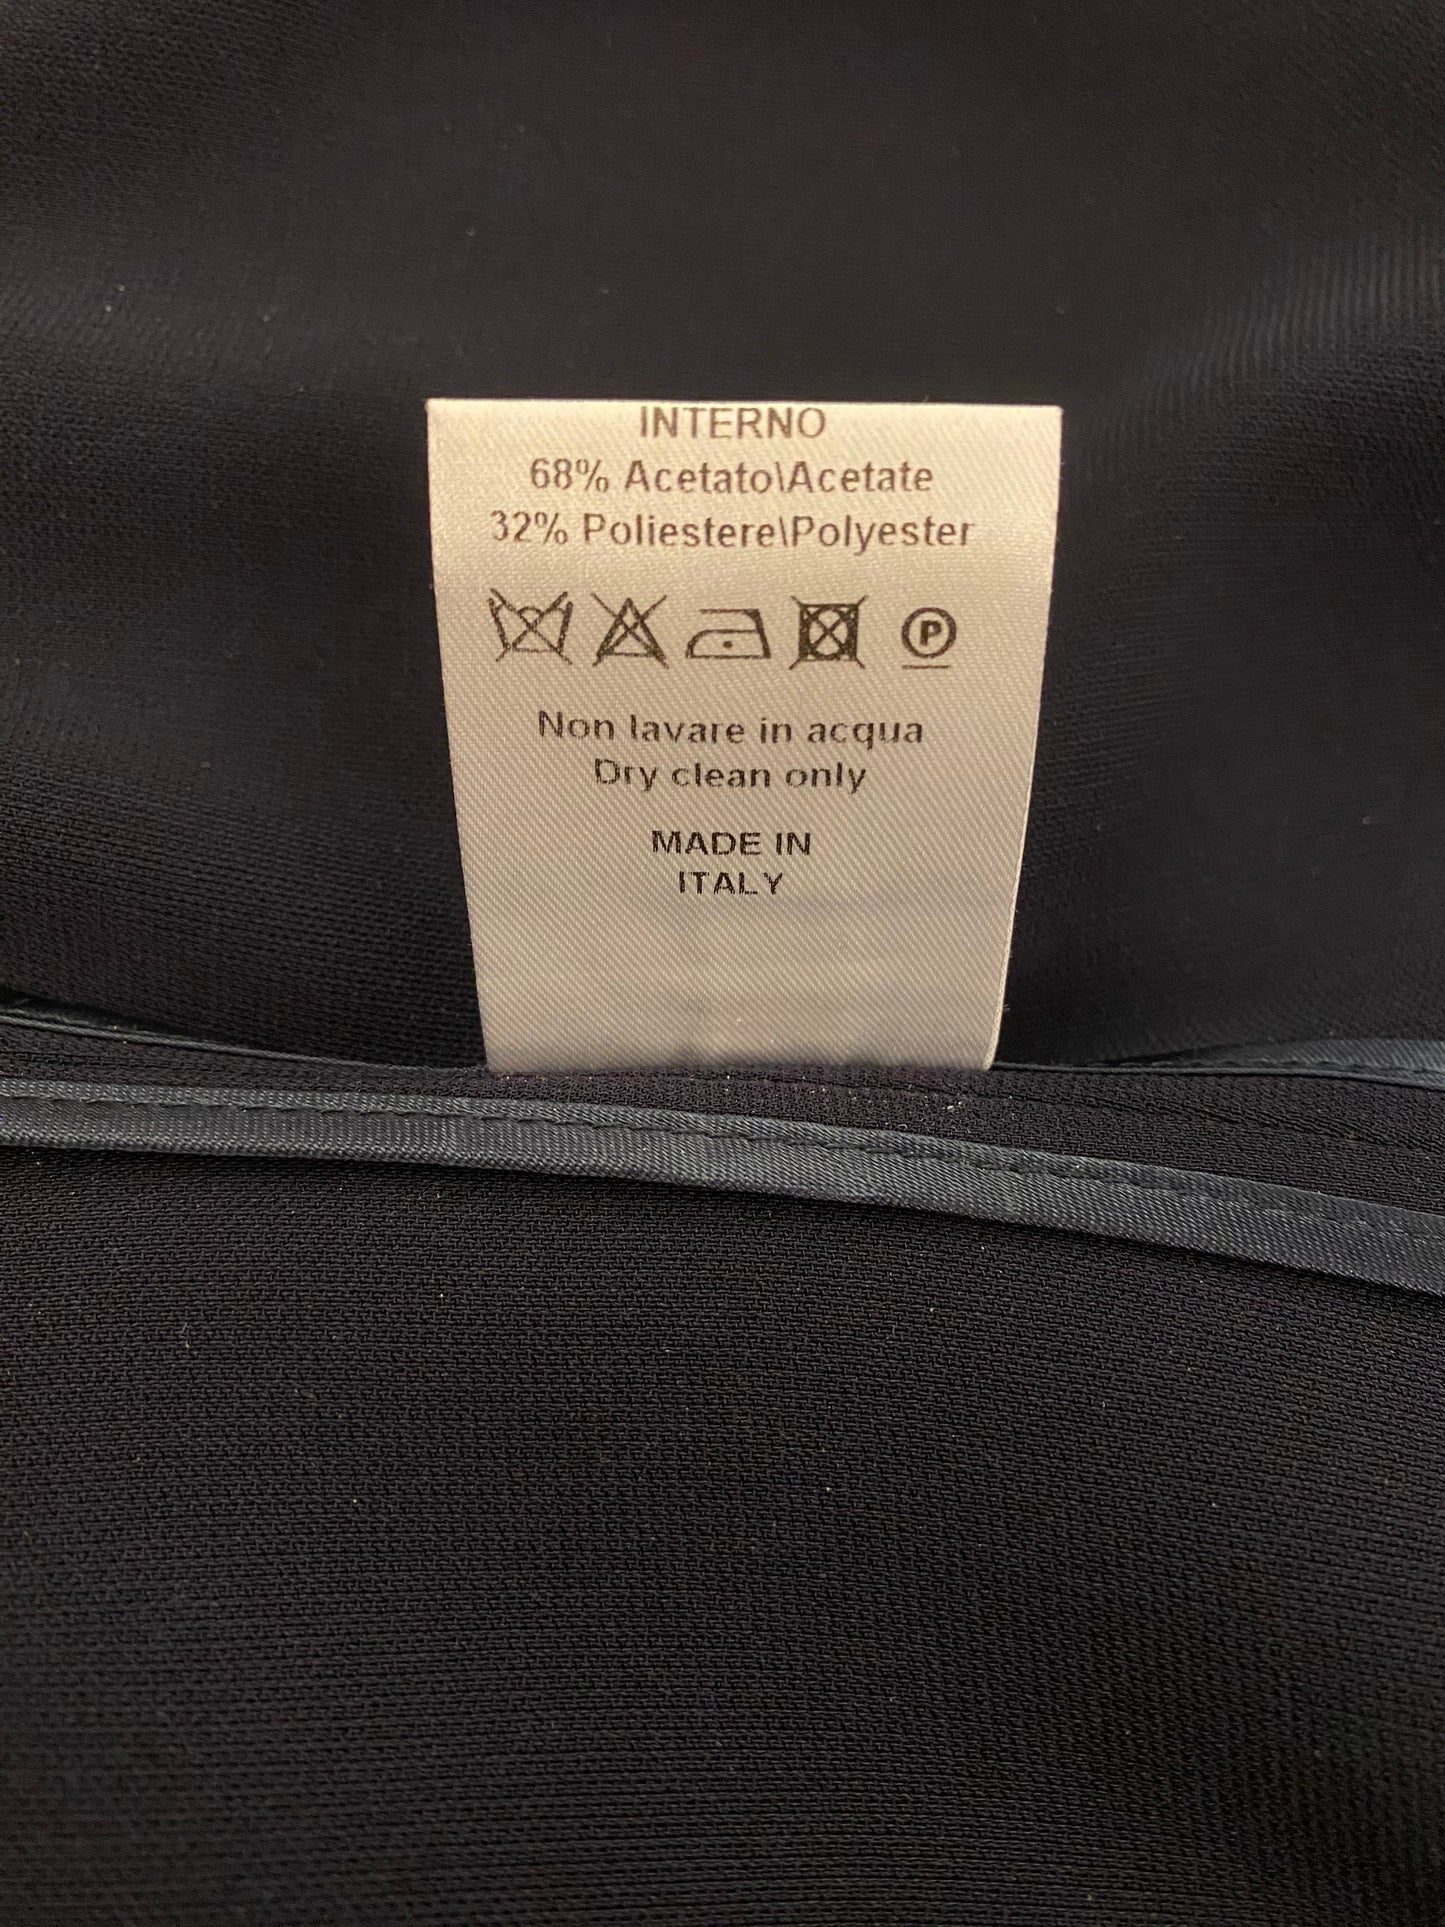 INTERNO
68% Acetato\Acetate
32% Poliestere\Polyester
P
Non lavare in acqua
Dry clean only
MADE IN
ITALY